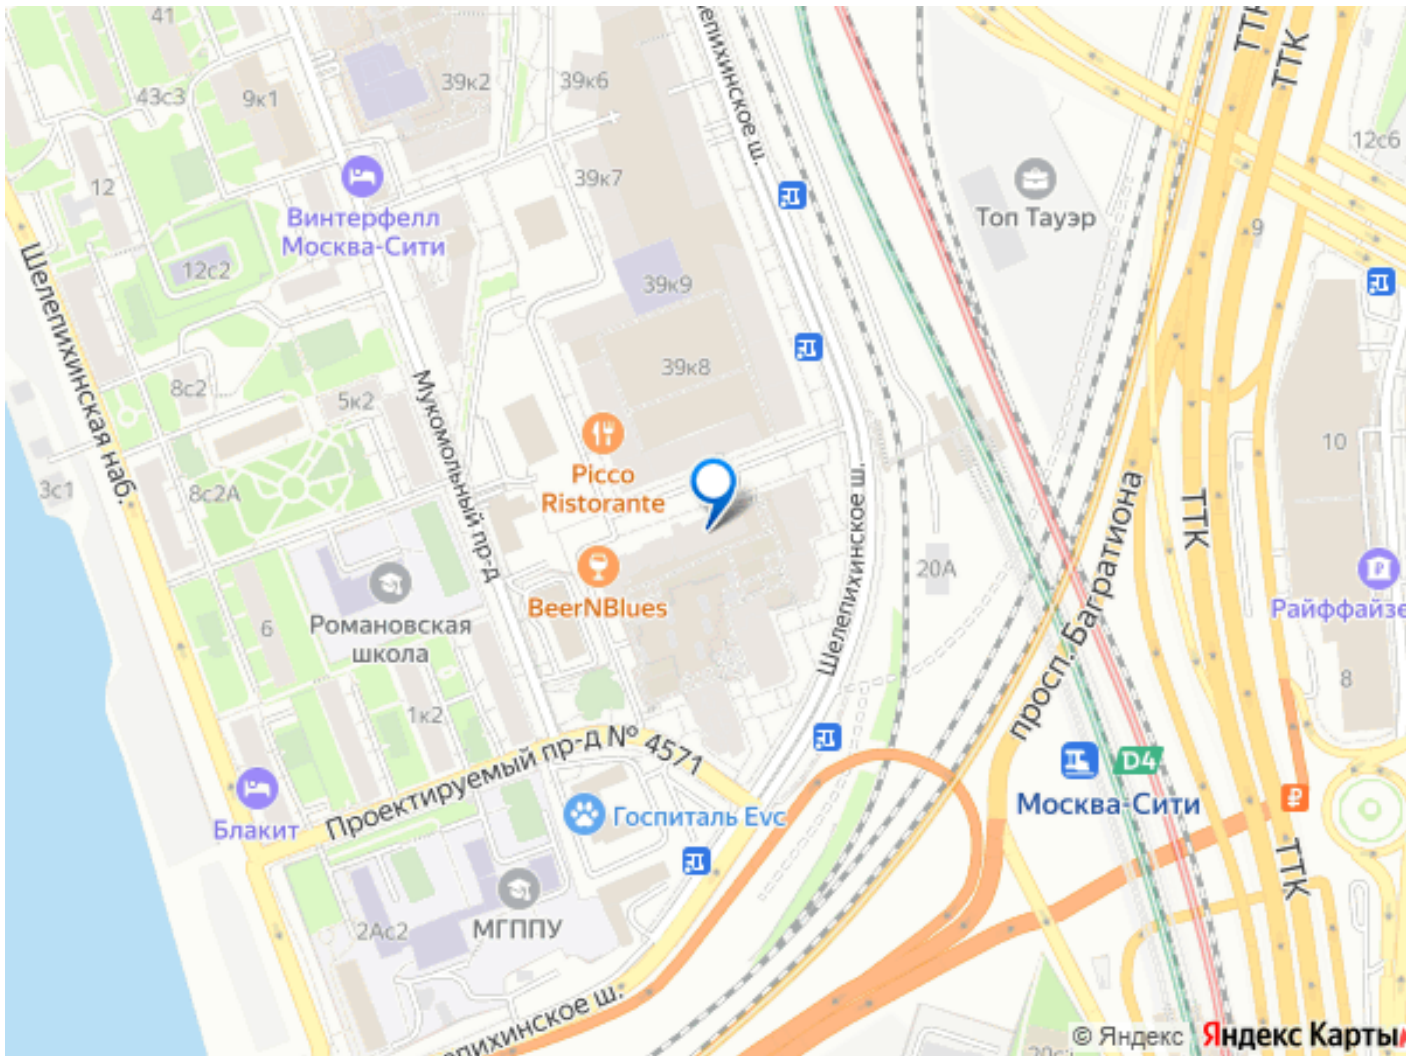 41
43с3
9к1
39к2
39к6
епихинское ш.
ТТК
ТТК
12с6
12
39к7
Винтерфелл
Москва-Сити
Топ Тауэр
9
12с2
39к9
Шелепихинская наб.
8с2
5к2
39к8
Мукомольный пр-д
10
3с1
8с2А
Picco
Ristorante
Шелепихинское ш.
ТТК
просп. Багратиона
20А
BeerNBlues
Райффайзе
6
Романовская
школа
8
1к2
Проектируемый пр-д № 4571
D4
Москва-Сити
₽
Блакит
Госпиталь Evc
ТТК
2Ас2
МГППУ
епихинское ш.
© Яндекс
Яндекс Карты